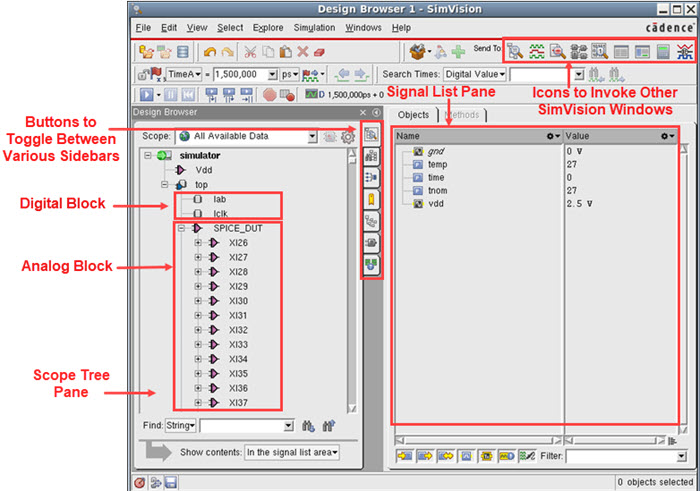 Design Browser 1 - SimVision
File Edit View Select Explore Simulation Windows Help
cādence
Send To:
TimeA = 1,500,000 ps
Search Times: Digital Value
Signal List Pane
Icons to Invoke Other
SimVision Windows
1,500,000ps + 0
Buttons to
Toggle Between
Various Sidebars
Digital Block
Analog Block
Scope Tree
Pane
Design Browser
Scope: All Available Data
simulator
Vdd
top
lab
lclk
SPICE_DUT
XI26
XI27
XI28
XI29
XI30
XI31
XI32
XI33
XI34
XI35
XI36
XI37
Find: String
Show contents: In the signal list area
Objects Methods
Name Value
gnd 0 V
temp 27
time 0
tnom 27
vdd 2.5 V
Filter:
0 objects selected